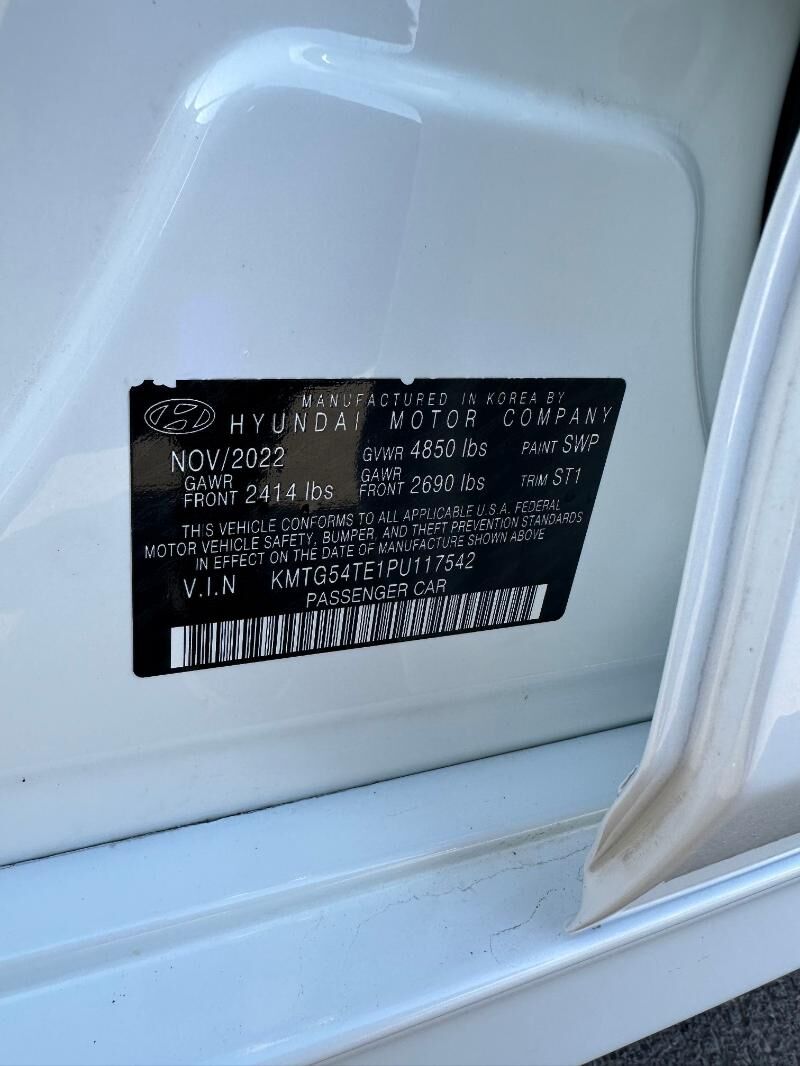 MANUFACTURED IN KOREA BY
HYUNDAI MOTOR COMPANY
NOV/2022 GVWR 4850 lbs PAINT SWP
GAWR FRONT 2414 lbs GAWR FRONT 2690 lbs TRIM ST1
THIS VEHICLE CONFORMS TO ALL APPLICABLE U.S.A. FEDERAL
MOTOR VEHICLE SAFETY, BUMPER, AND THEFT PREVENTION STANDARDS
IN EFFECT ON THE DATE OF MANUFACTURE SHOWN ABOVE
V.I.N KMTG54TE1PU117542
PASSENGER CAR